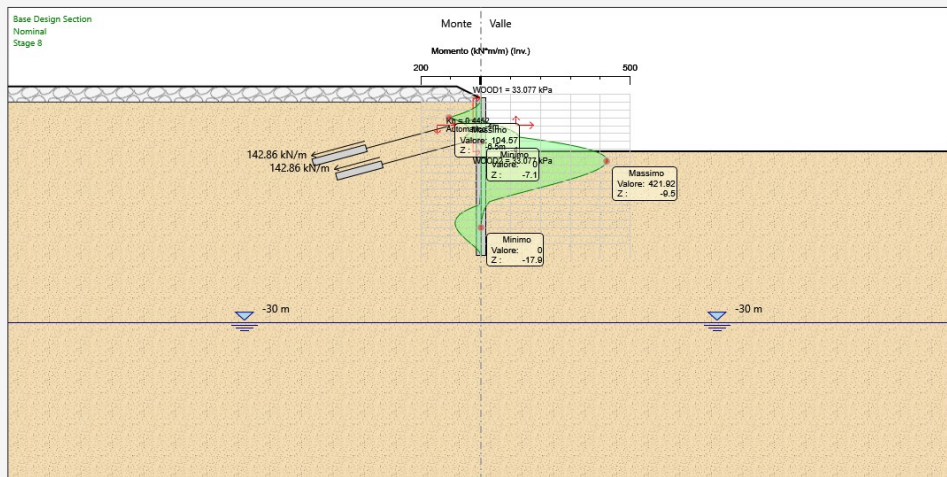 Base Design Section
Nominal
Stage 8
Monte Valle
Momento (kN*m/m) (Inv.)
200 500
WDOD1 = 33.077 kPa
Massimo
Valore: 104.57
Z :
142.86 kN/m
142.86 kN/m
Minimo
Valore: 0
Z : -7.1
Massimo
Valore: 421.92
Z : -9.5
Minimo
Valore: 0
Z : -17.9
-30 m -30 m